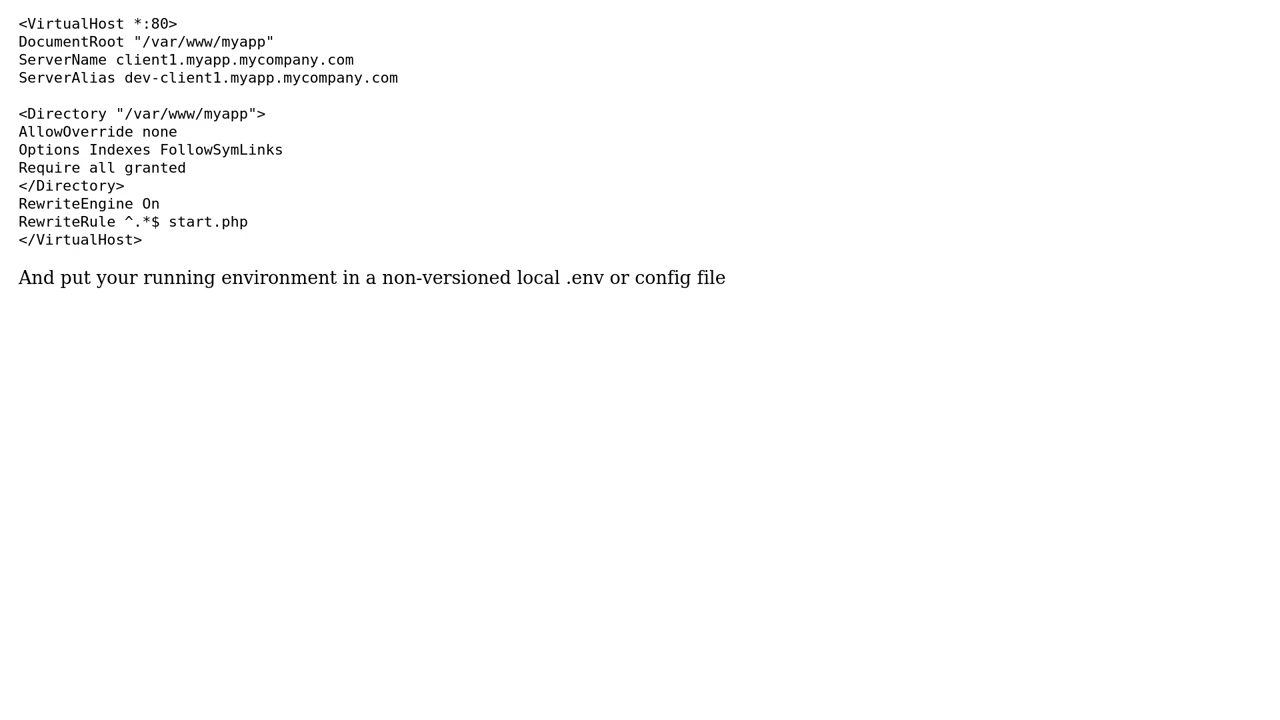 <VirtualHost *:80>
DocumentRoot "/var/www/myapp"
ServerName client1.myapp.mycompany.com
ServerAlias dev-client1.myapp.mycompany.com

<Directory "/var/www/myapp">
AllowOverride none
Options Indexes FollowSymLinks
Require all granted
</Directory>
RewriteEngine On
RewriteRule ^.*$ start.php
</VirtualHost>

And put your running environment in a non-versioned local .env or config file